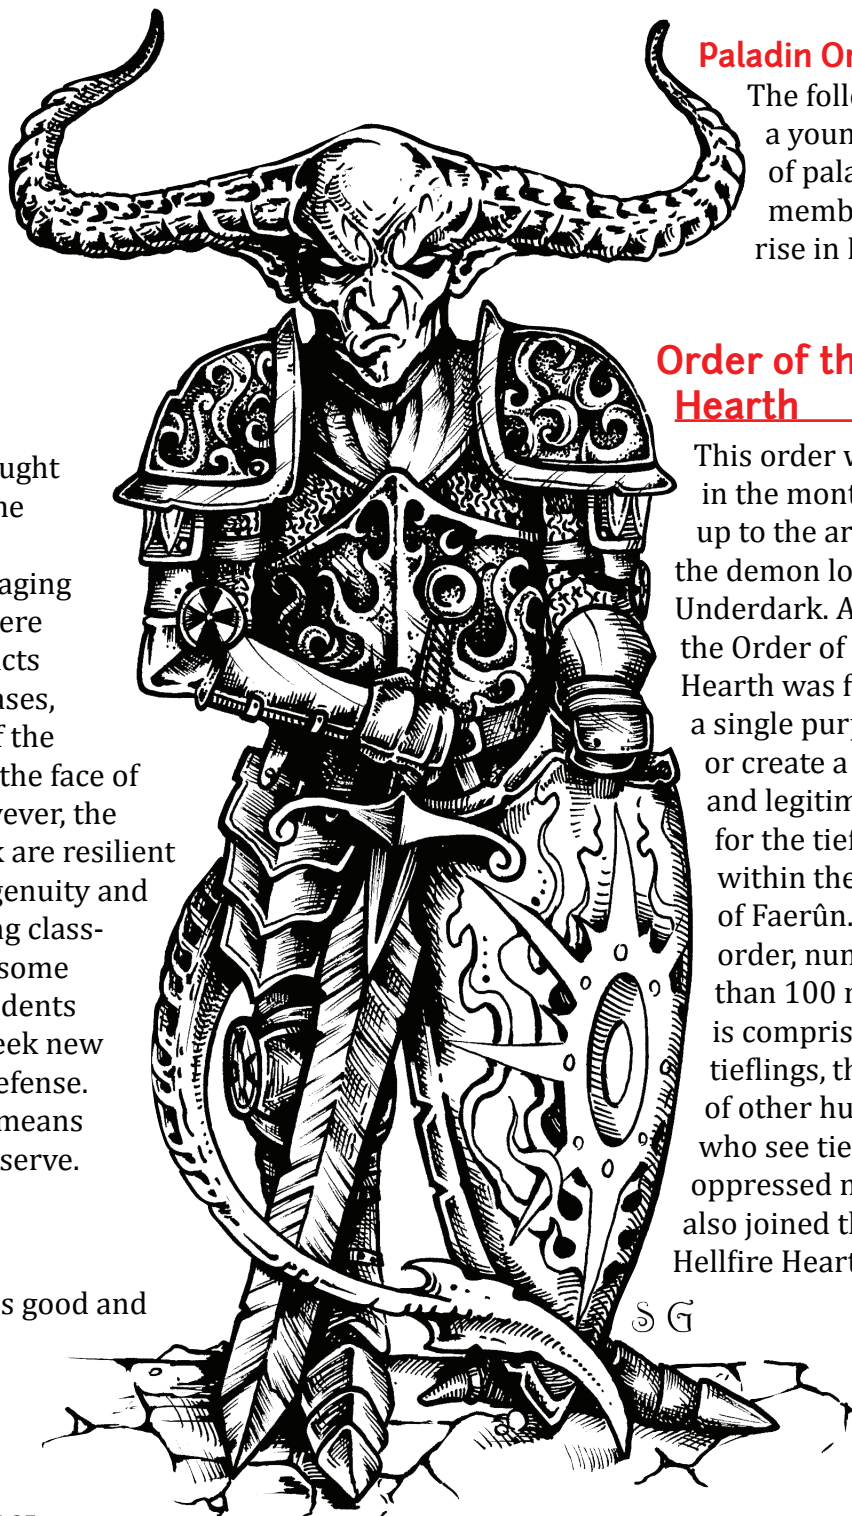 ught
he
aging
ere
cts
ases,
f the
the face of
wever, the
k are resilient
genuity and
ng class-
some
dents
eek new
efense.
means
serve.
s good and
Paladin Or
The follo
a youn
of pala
memb
rise in
Order of th
Hearth
This order w
in the mont
up to the ar
the demon lo
Underdark. A
the Order of
Hearth was f
a single purp
or create a
and legitim
for the tief
within the
of Faerûn.
order, num
than 100 m
is compris
tieflings, th
of other hu
who see tie
oppressed m
also joined th
Hellfire Heart
S G